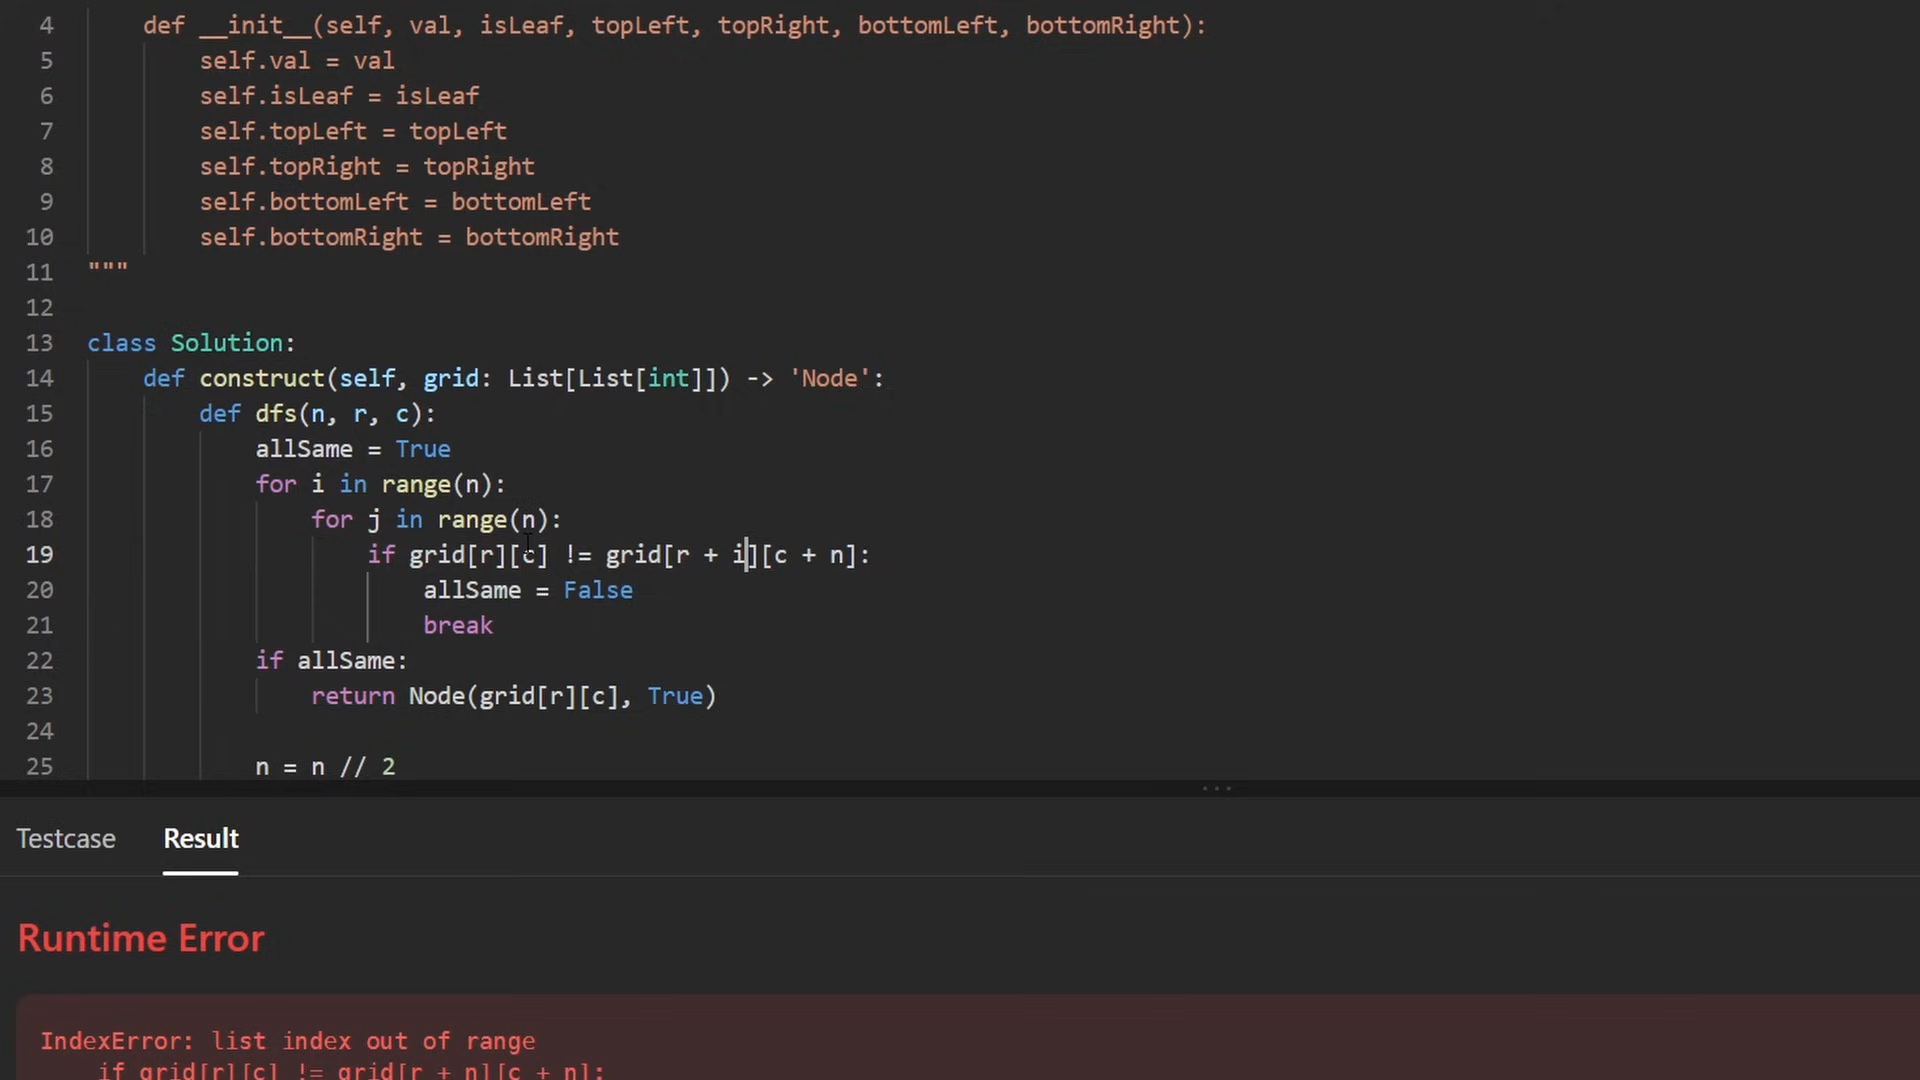 4 def __init__(self, val, isLeaf, topLeft, topRight, bottomLeft, bottomRight):
5 self.val = val
6 self.isLeaf = isLeaf
7 self.topLeft = topLeft
8 self.topRight = topRight
9 self.bottomLeft = bottomLeft
10 self.bottomRight = bottomRight
11 """
12
13 class Solution:
14 def construct(self, grid: List[List[int]]) -> 'Node':
15 def dfs(n, r, c):
16 allSame = True
17 for i in range(n):
18 for j in range(n):
19 if grid[r][c] != grid[r + i][c + n]:
20 allSame = False
21 break
22 if allSame:
23 return Node(grid[r][c], True)
24
25 n = n // 2
Testcase Result
Runtime Error
IndexError: list index out of range
if grid[r][c] != grid[r + n][c + n]: